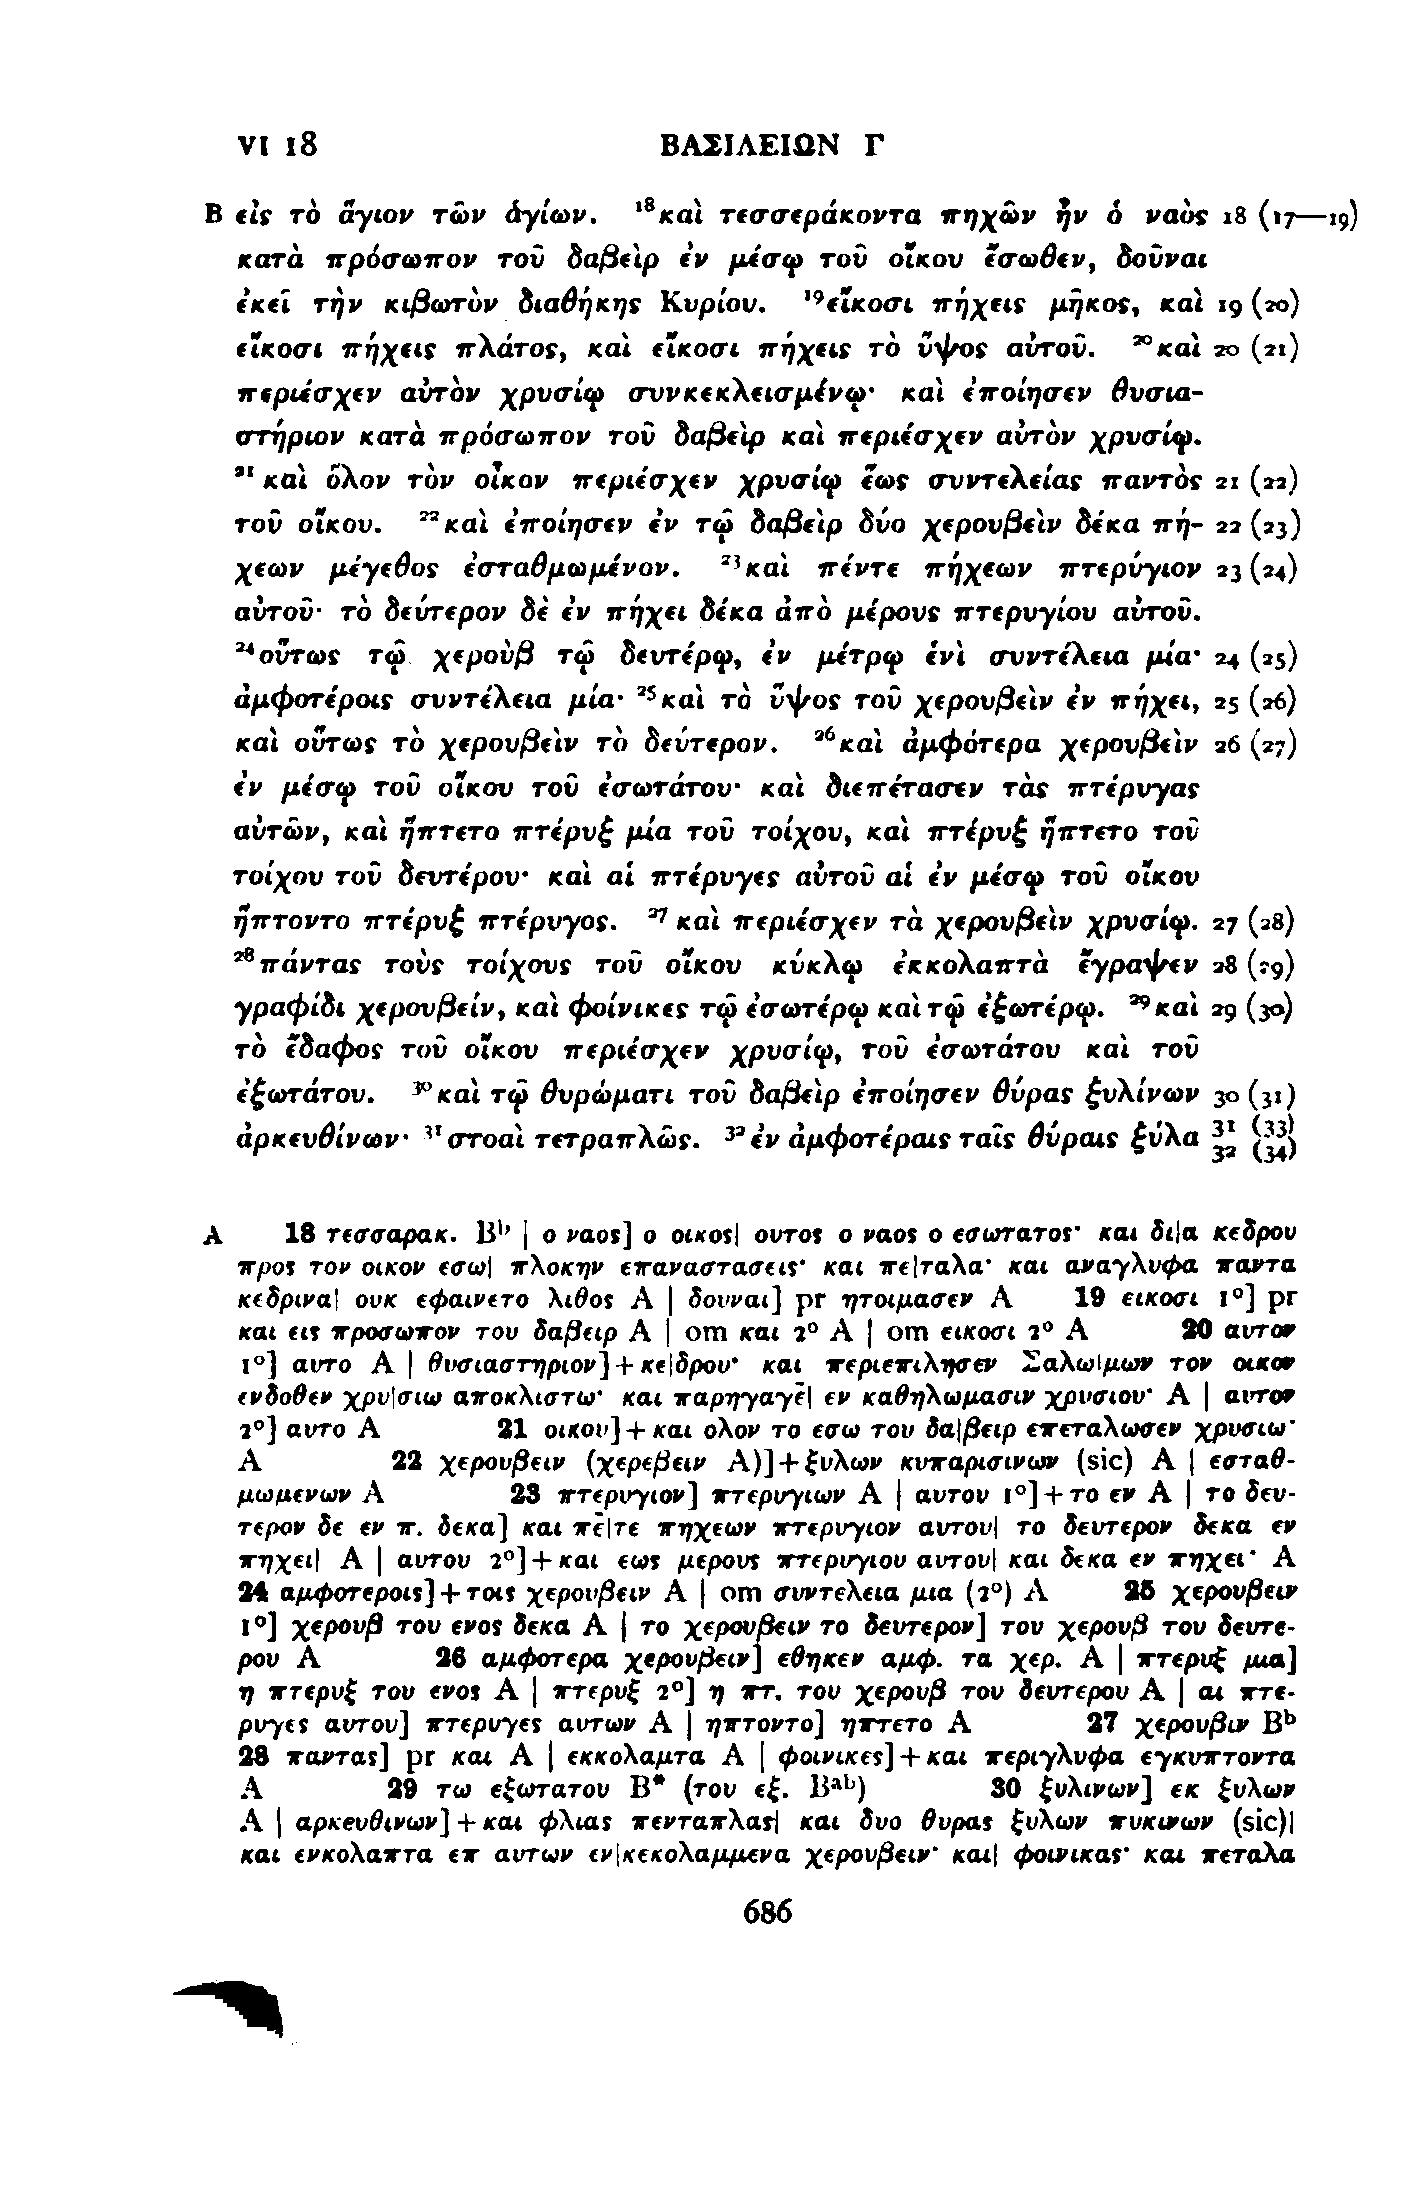 VI 18 ΒΑΣΙΛΕΙΩΝ Γ
B εἰς τὸ ἅγιον τῶν ἁγίων. ¹⁸καὶ τεσσεράκοντα πηχῶν ἦν ὁ ναὸς 18 (17—19)
κατὰ πρόσωπον τοῦ δαβεὶρ ἐν μέσῳ τοῦ οἴκου ἔσωθεν, δοῦναι
ἐκεῖ τὴν κιβωτὸν διαθήκης Κυρίου. ¹⁹εἴκοσι πήχεις μῆκος, καὶ 19 (20)
εἴκοσι πήχεις πλάτος, καὶ εἴκοσι πήχεις τὸ ὕψος αὐτοῦ. ²⁰καὶ 20 (21)
περιέσχεν αὐτὸν χρυσίῳ συνκεκλεισμένῳ· καὶ ἐποίησεν θυσια-
στήριον κατὰ πρόσωπον τοῦ δαβεὶρ καὶ περιέσχεν αὐτὸν χρυσίῳ.
²¹καὶ ὅλον τὸν οἶκον περιέσχεν χρυσίῳ ἕως συντελείας παντὸς 21 (22)
τοῦ οἴκου. ²²καὶ ἐποίησεν ἐν τῷ δαβεὶρ δύο χερουβεὶν δέκα πή- 22 (23)
χεων μέγεθος ἐσταθμωμένον. ²³καὶ πέντε πήχεων πτερύγιον 23 (24)
αὐτοῦ· τὸ δεύτερον δὲ ἐν πήχει δέκα ἀπὸ μέρους πτερυγίου αὐτοῦ.
²⁴οὕτως τῷ χεροὺβ τῷ δευτέρῳ, ἐν μέτρῳ ἑνὶ συντέλεια μία· 24 (25)
ἀμφοτέροις συντέλεια μία· ²⁵καὶ τὸ ὕψος τοῦ χερουβεὶν ἐν πήχει, 25 (26)
καὶ οὕτως τὸ χερουβεὶν τὸ δεύτερον. ²⁶καὶ ἀμφότερα χερουβεὶν 26 (27)
ἐν μέσῳ τοῦ οἴκου τοῦ ἐσωτάτου· καὶ διεπέτασεν τὰς πτέρυγας
αὐτῶν, καὶ ἥπτετο πτέρυξ μία τοῦ τοίχου, καὶ πτέρυξ ἥπτετο τοῦ
τοίχου τοῦ δευτέρου· καὶ αἱ πτέρυγες αὐτοῦ αἱ ἐν μέσῳ τοῦ οἴκου
ἥπτοντο πτέρυξ πτέρυγος. ²⁷καὶ περιέσχεν τὰ χερουβεὶν χρυσίῳ. 27 (28)
²⁸πάντας τοὺς τοίχους τοῦ οἴκου κύκλῳ ἐκκολαπτὰ ἔγραψεν 28 (29)
γραφίδι χερουβείν, καὶ φοίνικες τῷ ἐσωτέρῳ καὶ τῷ ἐξωτέρῳ. ²⁹καὶ 29 (30)
τὸ ἔδαφος τοῦ οἴκου περιέσχεν χρυσίῳ, τοῦ ἐσωτάτου καὶ τοῦ
ἐξωτάτου. ³⁰καὶ τῷ θυρώματι τοῦ δαβεὶρ ἐποίησεν θύρας ξυλίνων 30 (31)
ἀρκευθίνων· ³¹στοαὶ τετραπλῶς. ³²ἐν ἀμφοτέραις ταῖς θύραις ξύλα 31 (33) 32 (34)
A 18 τεσσαρακ. Bᵇ | ο ναος] ο οικος| ουτος ο ναος ο εσωτατος· και δι|α κεδρου
προς τον οικον εσω| πλοκην επαναστασεις· και πε|ταλα· και αναγλυφα παντα
κεδρινα| ουκ εφαινετο λιθος A | δουναι] pr ητοιμασεν A 19 εικοσι 1°] pr
και εις προσωπον του δαβειρ A | om και 2° A | om εικοσι 2° A 20 αυτον
1°] αυτο A | θυσιαστηριον]+κε|δρου· και περιεπιλησεν Σαλω|μων τον οικον
ενδοθεν χρυ|σιω αποκλιστω· και παρηγαγε̄| εν καθηλωμασιν χρυσιου· A | αυτον
2°] αυτο A 21 οικου]+και ολον το εσω του δα|βειρ επεταλωσεν χρυσιω·
A 22 χερουβειν (χερεβειν A)]+ξυλων κυπαρισινων (sic) A | εσταθ-
μωμενων A 23 πτερυγιον] πτερυγιων A | αυτου 1°]+το εν A | το δευ-
τερον δε εν π. δεκα] και πε̄|τε πηχεων πτερυγιον αυτου| το δευτερον δεκα εν
πηχει| A | αυτου 2°]+και εως μερους πτερυγιου αυτου| και δεκα εν πηχει· A
24 αμφοτεροις]+τοις χερουβειν A | om συντελεια μια (2°) A 25 χερουβειν
1°] χερουβ του ενος δεκα A | το χερουβειν το δευτερον] του χερουβ του δευτε-
ρου A 26 αμφοτερα χερουβειν] εθηκεν αμφ. τα χερ. A | πτερυξ μια]
η πτερυξ του ενος A | πτερυξ 2°] η πτ. του χερουβ του δευτερου A | αι πτε-
ρυγες αυτου] πτερυγες αυτων A | ηπτοντο] ηπτετο A 27 χερουβιν Bᵇ
28 παντας] pr και A | εκκολαμτα A | φοινικες]+και περιγλυφα εγκυπτοντα
A 29 τω εξωτατου B* (του εξ. Bᵃᵇ) 30 ξυλινων] εκ ξυλων
A | αρκευθινων]+και φλιας πενταπλας| και δυο θυρας ξυλων πυκινων (sic)|
και ενκολαπτα επ αυτων εν|κεκολαμμενα χερουβειν· και| φοινικας· και πεταλα
686